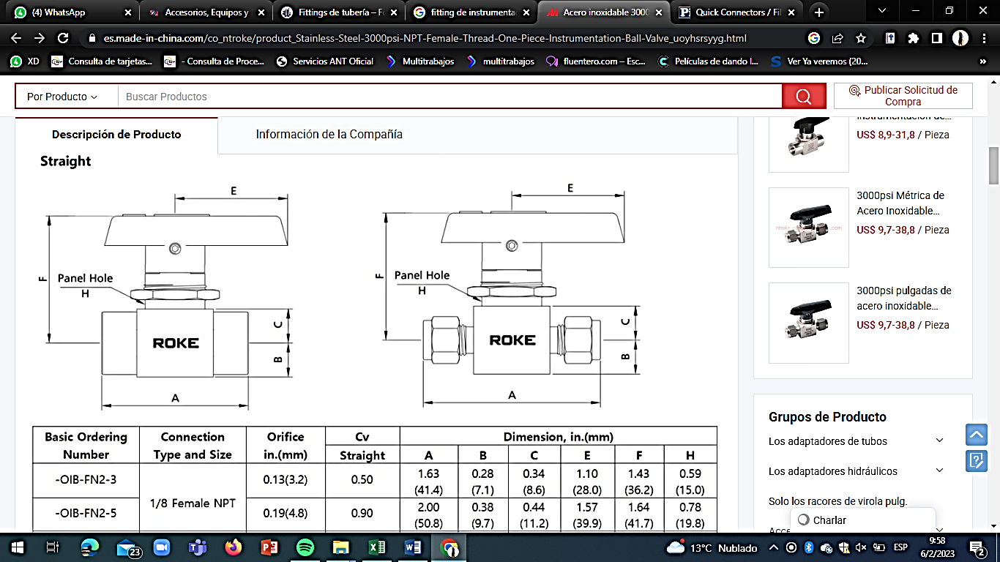 (4) WhatsApp
Accesorios, Equipos y
Fittings de tubería – F
fitting de instrumenta
Acero inoxidable 3000
Quick Connectors / Fil
es.made-in-china.com/co_ntroke/product_Stainless-Steel-3000psi-NPT-Female-Thread-One-Piece-Instrumentation-Ball-Valve_uoyhsrsyyg.html
XD
Consulta de tarjetas...
- Consulta de Proce...
Servicios ANT Oficial
Multitrabajos
multitrabajos
fluentero.com – Esc...
Películas de dando l...
Ver Ya veremos (20...
»
Por Producto
Buscar Productos
Publicar Solicitud de
Compra
Descripción de Producto
Información de la Compañía
Straight
E
F
Panel Hole
H
C
B
ROKE
A
E
F
Panel Hole
H
C
B
ROKE
A
Basic Ordering Number Connection Type and Size Orifice in.(mm) Cv Straight Dimension, in.(mm)
A B C E F H
-OIB-FN2-3 1/8 Female NPT 0.13(3.2) 0.50 1.63 (41.4) 0.28 (7.1) 0.34 (8.6) 1.10 (28.0) 1.43 (36.2) 0.59 (15.0)
-OIB-FN2-5 0.19(4.8) 0.90 2.00 (50.8) 0.38 (9.7) 0.44 (11.2) 1.57 (39.9) 1.64 (41.7) 0.78 (19.8)
US$ 8,9-31,8 / Pieza
3000psi Métrica de
Acero Inoxidable...
US$ 9,7-38,8 / Pieza
3000psi pulgadas de
acero inoxidable...
US$ 9,7-38,8 / Pieza
Grupos de Producto
Los adaptadores de tubos
Los adaptadores hidráulicos
Solo los racores de virola pulg.
Acce
Charlar
23
13°C Nublado
ESP
9:58
6/2/2023
2